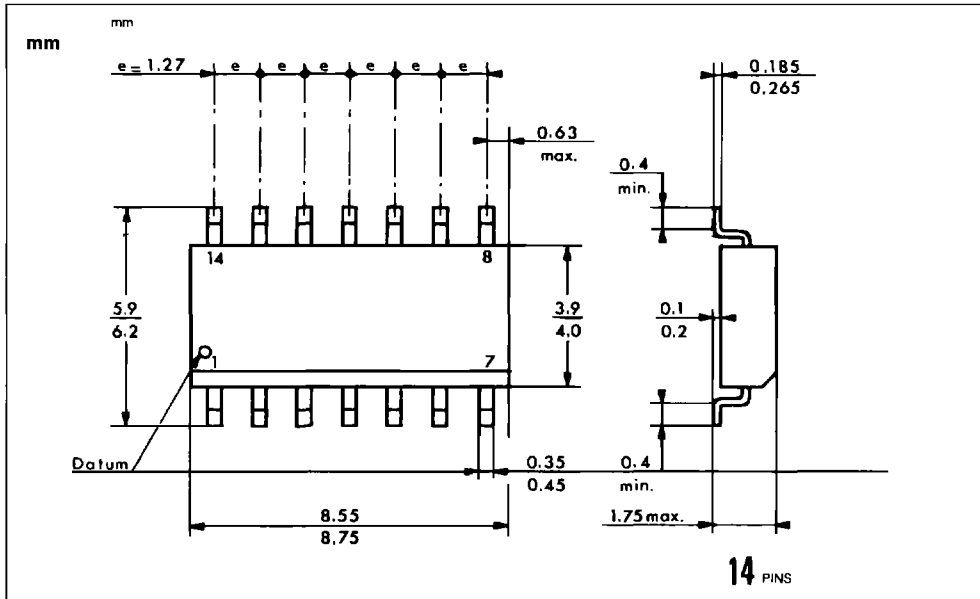 mm
mm
e = 1.27 e e e e e e
0.185
0.265
0.63
max.
0.4
min.
14 8
5.9
6.2
3.9
4.0
0.1
0.2
1 7
Datum
0.35
0.45
0.4
min.
8.55
8.75
1.75 max.
14 PINS